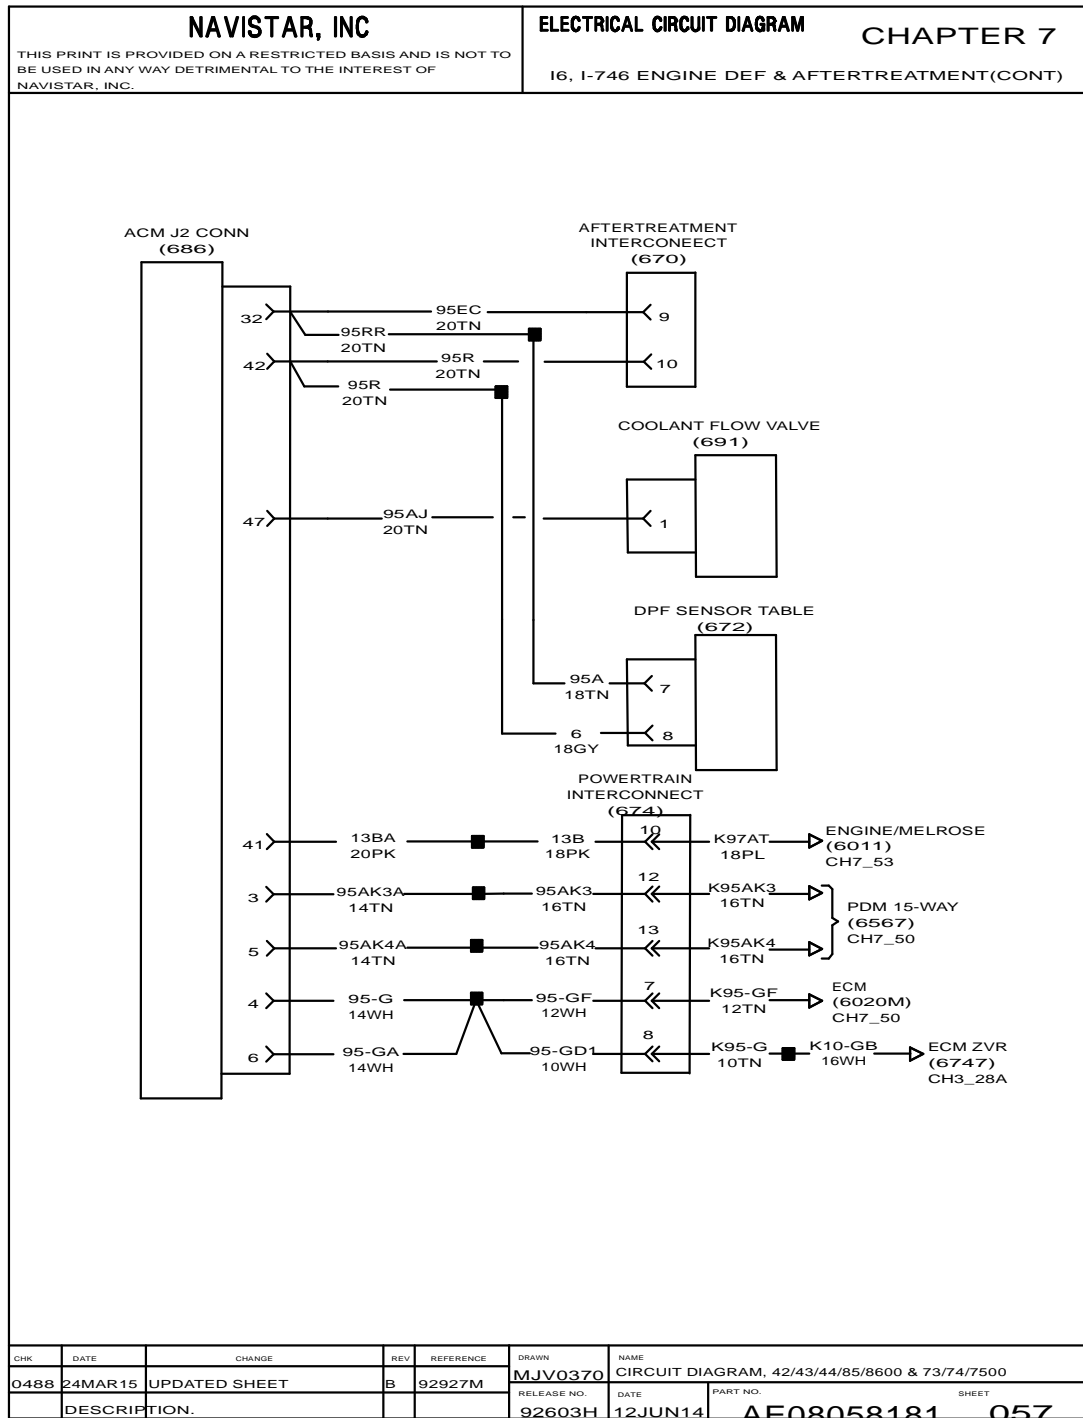 NAVISTAR, INC
THIS PRINT IS PROVIDED ON A RESTRICTED BASIS AND IS NOT TO
BE USED IN ANY WAY DETRIMENTAL TO THE INTEREST OF
NAVISTAR, INC.
ELECTRICAL CIRCUIT DIAGRAM
CHAPTER 7
I6, I-746 ENGINE DEF & AFTERTREATMENT(CONT)
ACM J2 CONN
(686)
AFTERTREATMENT
INTERCONEECT
(670)
32
95EC
20TN
9
95RR
20TN
42
95R
20TN
10
95R
20TN
COOLANT FLOW VALVE
(691)
47
95AJ
20TN
1
DPF SENSOR TABLE
(672)
95A
18TN
7
6
18GY
8
POWERTRAIN
INTERCONNECT
(674)
41
13BA
20PK
13B
18PK
10
K97AT
18PL
ENGINE/MELROSE
(6011)
CH7_53
3
95AK3A
14TN
95AK3
16TN
12
K95AK3
16TN
5
95AK4A
14TN
95AK4
16TN
13
K95AK4
16TN
PDM 15-WAY
(6567)
CH7_50
4
95-G
14WH
95-GF
12WH
7
K95-GF
12TN
ECM
(6020M)
CH7_50
6
95-GA
14WH
95-GD1
10WH
8
K95-G
10TN
K10-GB
16WH
ECM ZVR
(6747)
CH3_28A
CHK DATE CHANGE REV REFERENCE
0488 24MAR15 UPDATED SHEET B 92927M
DESCRIPTION.
DRAWN
MJV0370
NAME
CIRCUIT DIAGRAM, 42/43/44/85/8600 & 73/74/7500
RELEASE NO.
92603H
DATE
12JUN14
PART NO.
AE08058181
SHEET
057